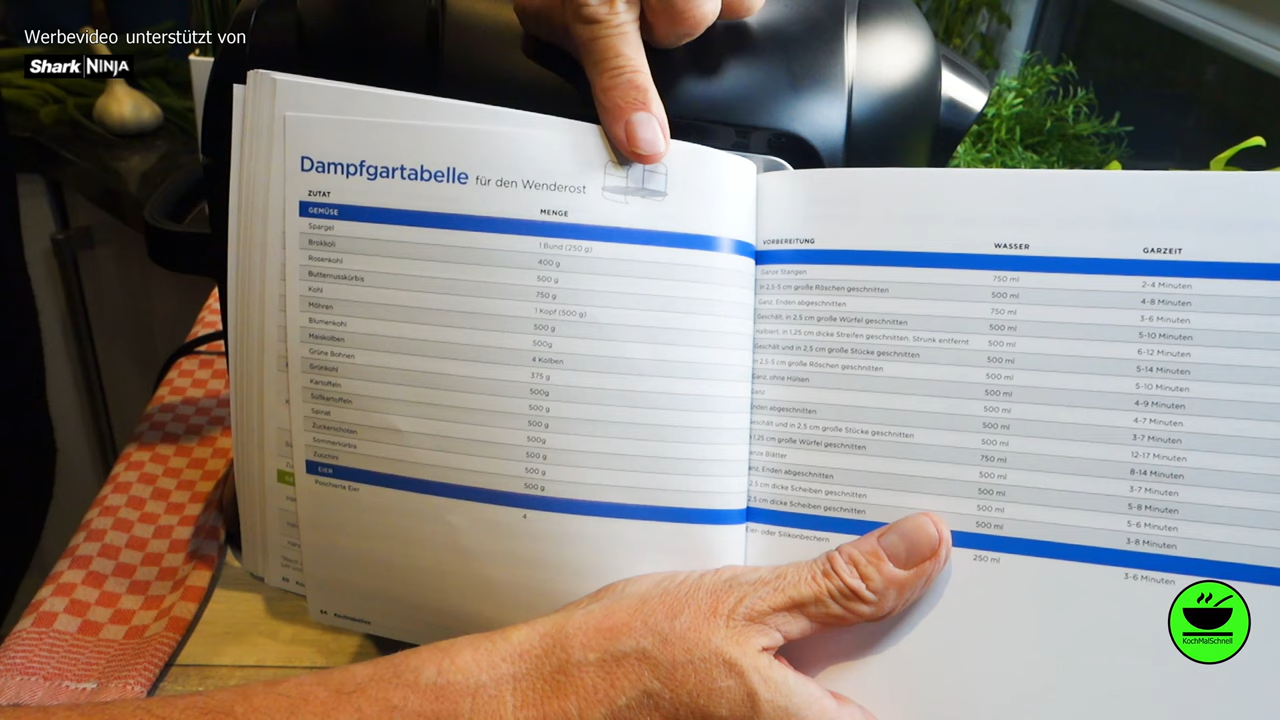 Werbevideo unterstützt von
Shark NINJA
Dampfgartabelle für den Wenderost
ZUTAT MENGE
GEMÜSE
Spargel 1 Bund (250 g)
Brokkoli 400 g
Rosenkohl 500 g
Butternusskürbis 750 g
Kohl 1 Kopf (500 g)
Möhren 500 g
Blumenkohl 500g
Maiskolben 4 Kolben
Grüne Bohnen 375 g
Grünkohl 500g
Kartoffeln 500 g
Süßkartoffeln 500 g
Spinat 500g
Zuckerschoten 500 g
Sommerkürbis 500 g
Zucchini 500 g
EIER
Poschierte Eier 4
VORBEREITUNG WASSER GARZEIT
Ganze Stangen 750 ml 2-4 Minuten
In 2,5-5 cm große Röschen geschnitten 500 ml 4-8 Minuten
Ganz, Enden abgeschnitten 750 ml 3-6 Minuten
Geschält, in 2,5 cm große Würfel geschnitten 500 ml 5-10 Minuten
Halbiert, in 1,25 cm dicke Streifen geschnitten, Strunk entfernt 500 ml 6-12 Minuten
Geschält und in 2,5 cm große Stücke geschnitten 500 ml 5-14 Minuten
2,5-5 cm große Röschen geschnitten 500 ml 5-10 Minuten
Ganz, ohne Hülsen 500 ml 4-9 Minuten
Ganz 500 ml 4-7 Minuten
Enden abgeschnitten 500 ml 3-7 Minuten
und in 2,5 cm große Stücke geschnitten 500 ml 12-17 Minuten
1,25 cm große Würfel geschnitten 750 ml 8-14 Minuten
Blätter 500 ml 3-7 Minuten
Enden abgeschnitten 500 ml 5-8 Minuten
2,5 cm dicke Scheiben geschnitten 500 ml 5-6 Minuten
2,5 cm dicke Scheiben geschnitten 500 ml 3-8 Minuten
Eier- oder Silikonbechern 250 ml 3-6 Minuten
KochMalSchnell